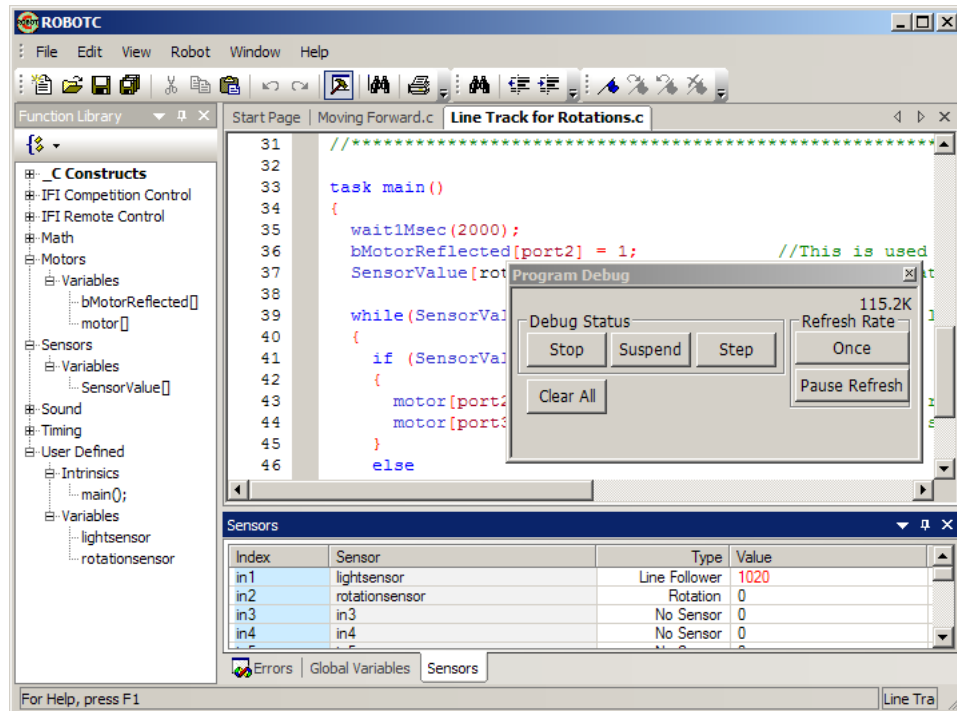 ROBOTC
File Edit View Robot Window Help
Function Library
_C Constructs
IFI Competition Control
IFI Remote Control
Math
Motors
Variables
bMotorReflected[]
motor[]
Sensors
Variables
SensorValue[]
Sound
Timing
User Defined
Intrinsics
main();
Variables
lightsensor
rotationsensor
Start Page Moving Forward.c Line Track for Rotations.c
31 //*******************************************************
32
33 task main()
34 {
35 wait1Msec(2000);
36 bMotorReflected[port2] = 1; //This is used
37 SensorValue[rot
38
39 while(SensorVal
40 {
41 if (SensorVal
42 {
43 motor[port2
44 motor[port3
45 }
46 else
Program Debug
115.2K
Debug Status
Stop Suspend Step
Clear All
Refresh Rate
Once
Pause Refresh
Sensors
Index Sensor Type Value
in1 lightsensor Line Follower 1020
in2 rotationsensor Rotation 0
in3 in3 No Sensor 0
in4 in4 No Sensor 0
Errors Global Variables Sensors
For Help, press F1 Line Tra